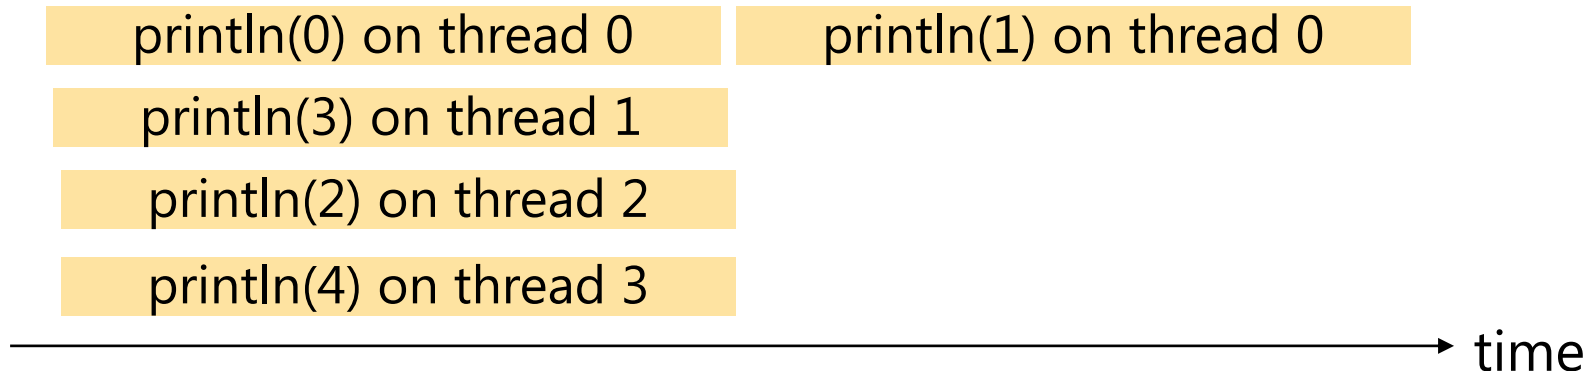 println(0) on thread 0
println(1) on thread 0
println(3) on thread 1
println(2) on thread 2
println(4) on thread 3
time